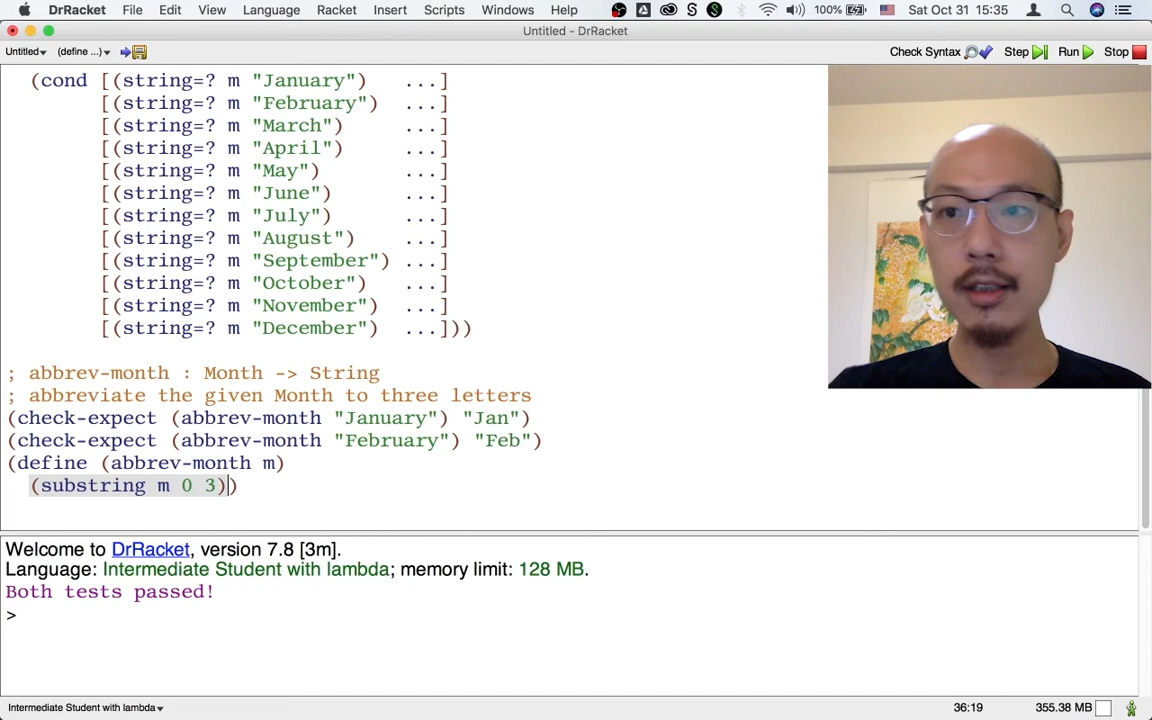 DrRacket File Edit View Language Racket Insert Scripts Windows Help 100% Sat Oct 31 15:35
Untitled - DrRacket
Untitled (define ...) Check Syntax Step Run Stop
(cond [(string=? m "January") ...]
[(string=? m "February") ...]
[(string=? m "March") ...]
[(string=? m "April") ...]
[(string=? m "May") ...]
[(string=? m "June") ...]
[(string=? m "July") ...]
[(string=? m "August") ...]
[(string=? m "September") ...]
[(string=? m "October") ...]
[(string=? m "November") ...]
[(string=? m "December") ...]))
; abbrev-month : Month -> String
; abbreviate the given Month to three letters
(check-expect (abbrev-month "January") "Jan")
(check-expect (abbrev-month "February") "Feb")
(define (abbrev-month m)
(substring m 0 3))
Welcome to DrRacket, version 7.8 [3m].
Language: Intermediate Student with lambda; memory limit: 128 MB.
Both tests passed!
>
Intermediate Student with lambda 36:19 355.38 MB